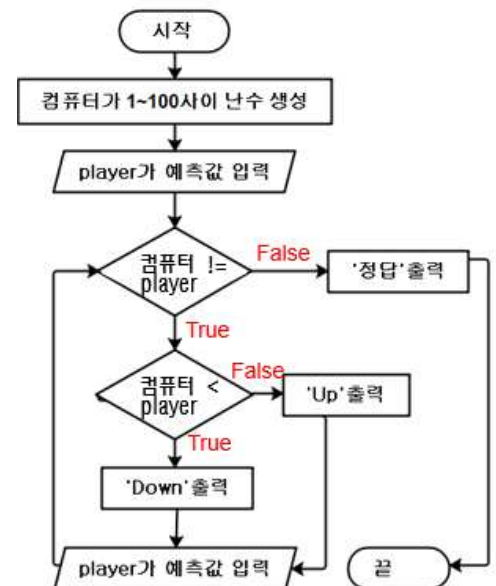 시작
컴퓨터가 1~100사이 난수 생성
player가 예측값 입력
컴퓨터 !=
player
False
'정답'출력
True
컴퓨터 <
player
False
'Up'출력
True
'Down'출력
player가 예측값 입력
끝